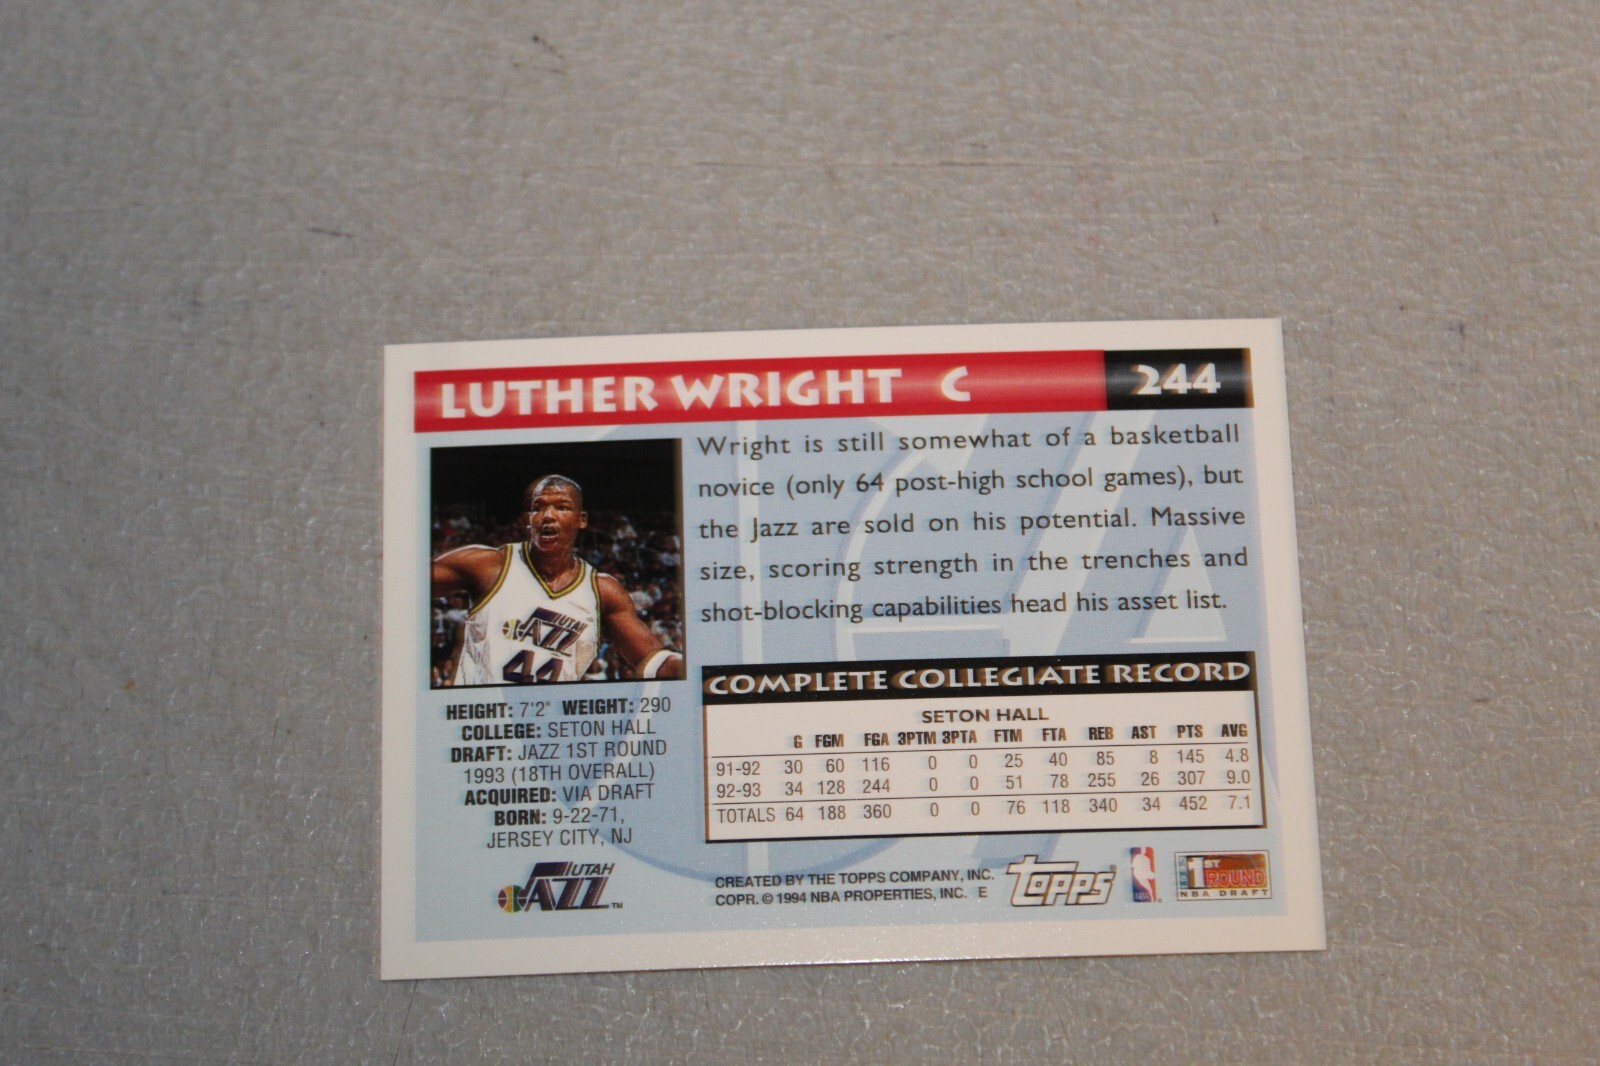 LUTHER WRIGHT C 244
Wright is still somewhat of a basketball
novice (only 64 post-high school games), but
the Jazz are sold on his potential. Massive
size, scoring strength in the trenches and
shot-blocking capabilities head his asset list.
UTAH
JAZZ
44
HEIGHT: 7'2" WEIGHT: 290
COLLEGE: SETON HALL
DRAFT: JAZZ 1ST ROUND
1993 (18TH OVERALL)
ACQUIRED: VIA DRAFT
BORN: 9-22-71,
JERSEY CITY, NJ
COMPLETE COLLEGIATE RECORD
SETON HALL
G FGM FGA 3PTM 3PTA FTM FTA REB AST PTS AVG
91-92 30 60 116 0 0 25 40 85 8 145 4.8
92-93 34 128 244 0 0 51 78 255 26 307 9.0
TOTALS 64 188 360 0 0 76 118 340 34 452 7.1
UTAH
JAZZ™
CREATED BY THE TOPPS COMPANY, INC.
COPR. © 1994 NBA PROPERTIES, INC. E
TOPPS®
NBA
1ST
ROUND
NBA DRAFT